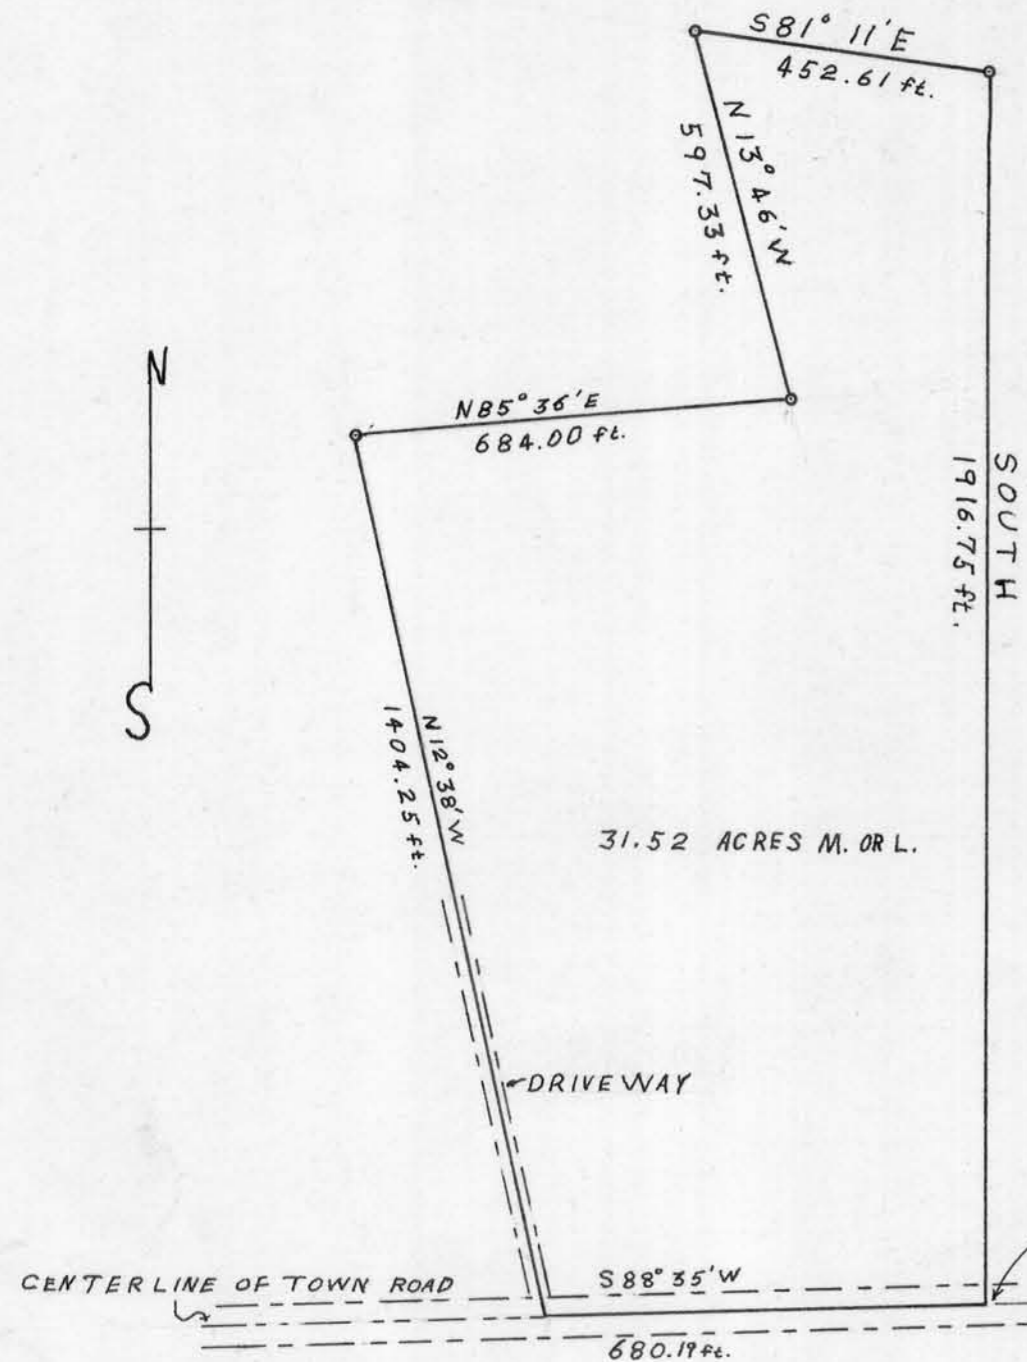 S81° 11'E
452.61 ft.
N13° 46'W
597.33 ft.
N
S
N85° 36'E
684.00 ft.
SOUTH
1916.75 ft.
N12° 38'W
1404.25 ft.
31.52 ACRES M. OR L.
DRIVEWAY
CENTERLINE OF TOWN ROAD
S88° 35'W
680.19 ft.